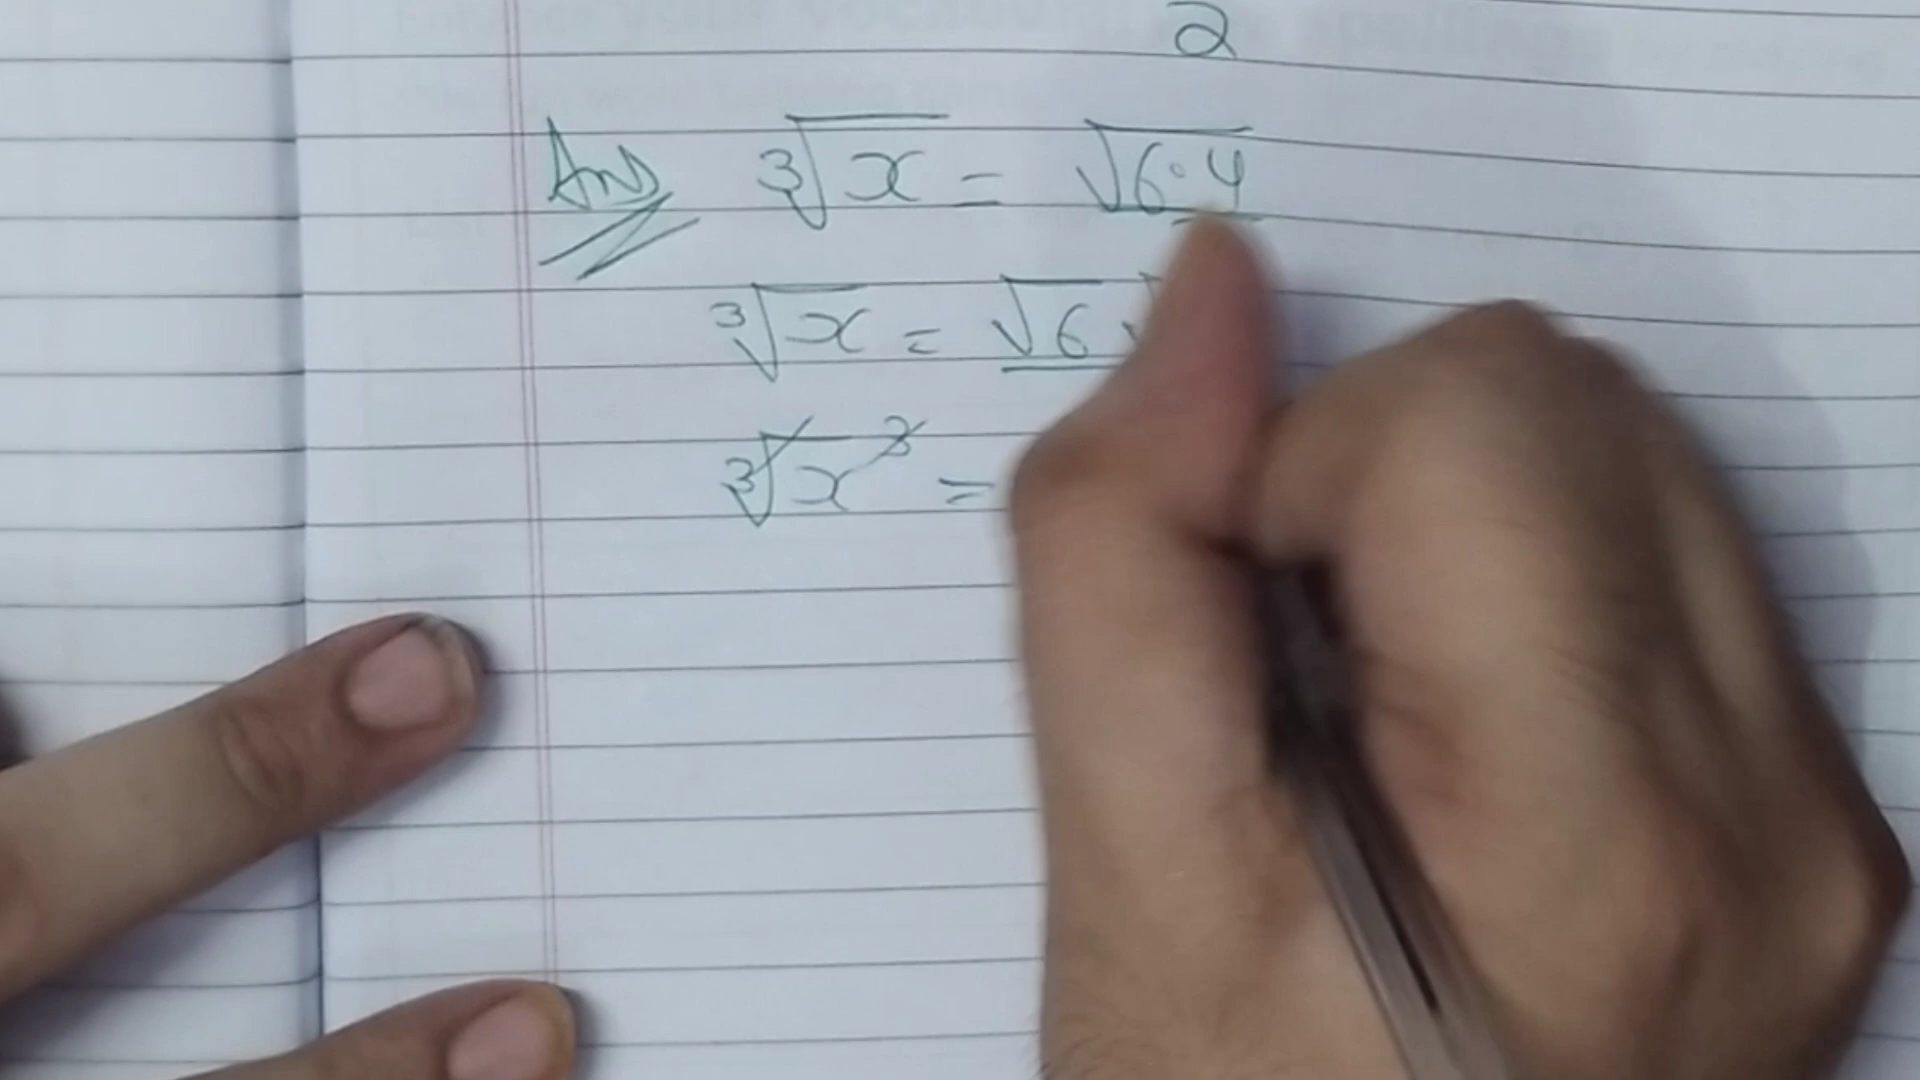 2
Ans ∛x = √6·4
∛x = √6 √
∛x³ =